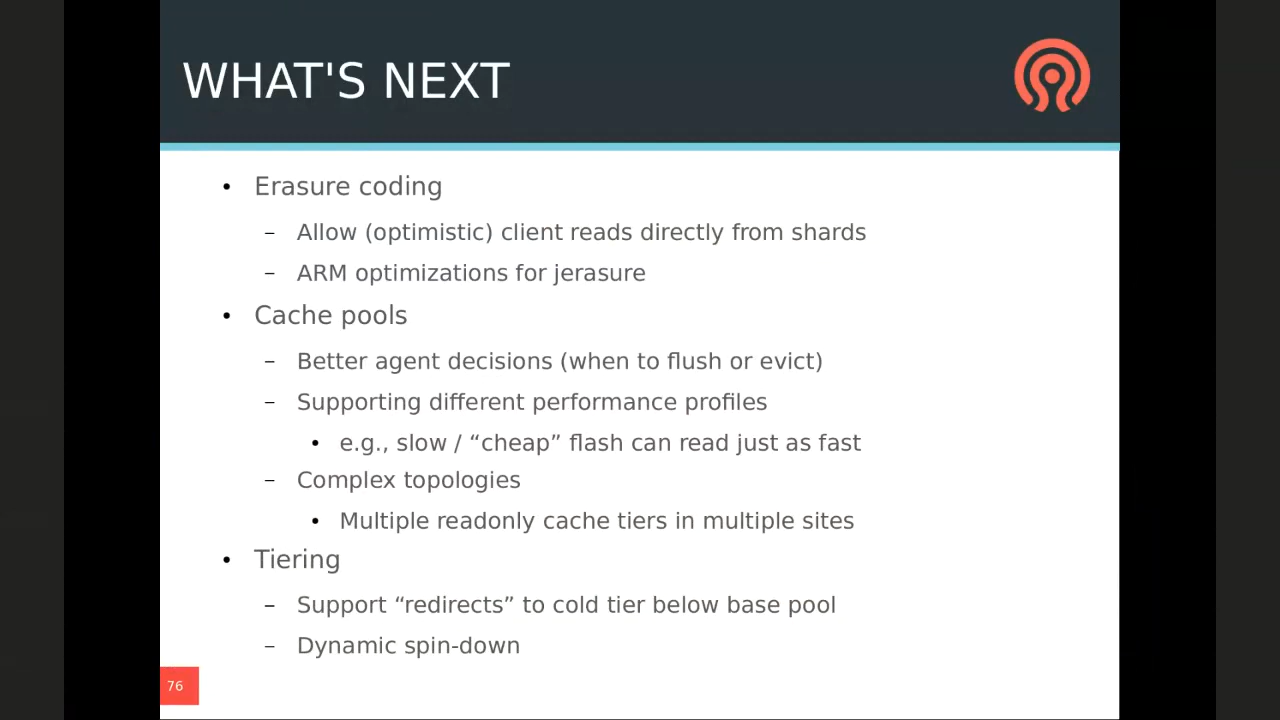 WHAT'S NEXT
• Erasure coding
– Allow (optimistic) client reads directly from shards
– ARM optimizations for jerasure
• Cache pools
– Better agent decisions (when to flush or evict)
– Supporting different performance profiles
• e.g., slow / “cheap” flash can read just as fast
– Complex topologies
• Multiple readonly cache tiers in multiple sites
• Tiering
– Support “redirects” to cold tier below base pool
– Dynamic spin-down
76